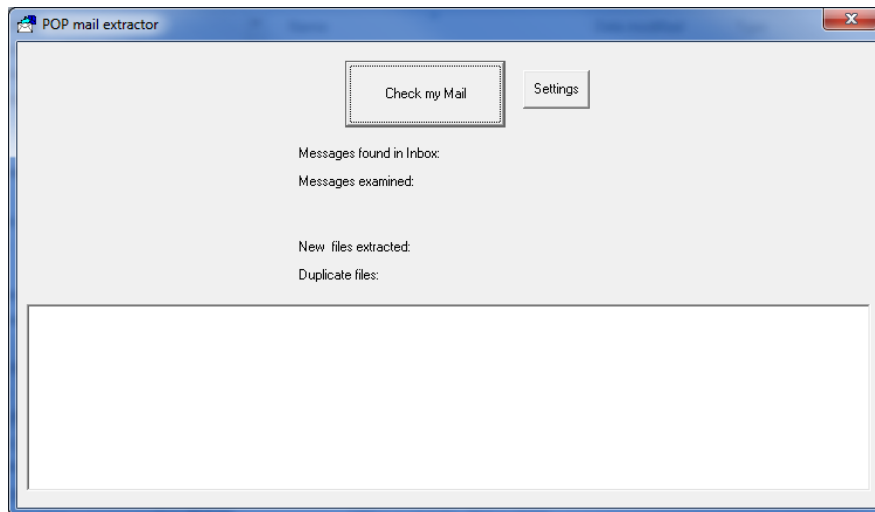 POP mail extractor
Check my Mail
Settings
Messages found in Inbox:
Messages examined:
New files extracted:
Duplicate files: